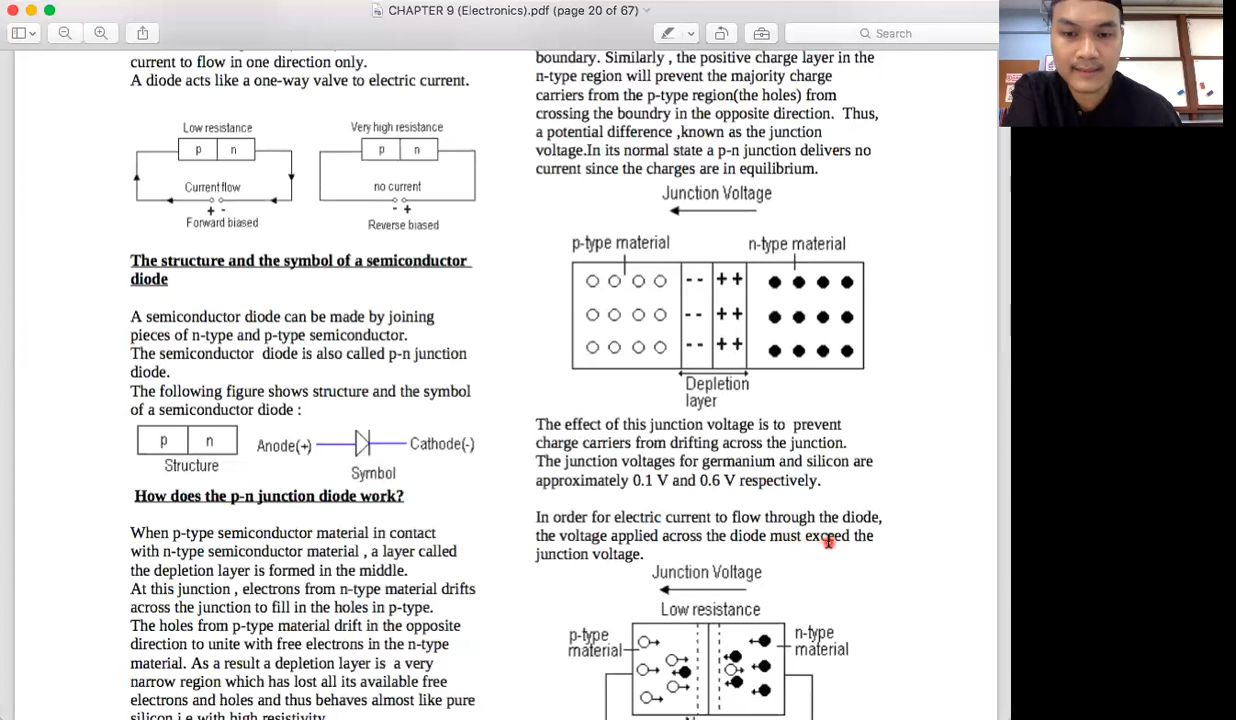 CHAPTER 9 (Electronics).pdf (page 20 of 67)
Search
current to flow in one direction only.
A diode acts like a one-way valve to electric current.
Low resistance
Very high resistance
p n
p n
Current flow
no current
+ -
- +
Forward biased
Reverse biased
The structure and the symbol of a semiconductor
diode
A semiconductor diode can be made by joining
pieces of n-type and p-type semiconductor.
The semiconductor diode is also called p-n junction
diode.
The following figure shows structure and the symbol
of a semiconductor diode :
p n
Anode(+)
Cathode(-)
Structure
Symbol
How does the p-n junction diode work?
When p-type semiconductor material in contact
with n-type semiconductor material , a layer called
the depletion layer is formed in the middle.
At this junction , electrons from n-type material drifts
across the junction to fill in the holes in p-type.
The holes from p-type material drift in the opposite
direction to unite with free electrons in the n-type
material. As a result a depletion layer is a very
narrow region which has lost all its available free
electrons and holes and thus behaves almost like pure
silicon i.e with high resistivity.
boundary. Similarly , the positive charge layer in the
n-type region will prevent the majority charge
carriers from the p-type region(the holes) from
crossing the boundry in the opposite direction. Thus,
a potential difference ,known as the junction
voltage.In its normal state a p-n junction delivers no
current since the charges are in equilibrium.
Junction Voltage
p-type material
n-type material
- - + +
- - + +
- - + +
Depletion
layer
The effect of this junction voltage is to prevent
charge carriers from drifting across the junction.
The junction voltages for germanium and silicon are
approximately 0.1 V and 0.6 V respectively.
In order for electric current to flow through the diode,
the voltage applied across the diode must exceed the
junction voltage.
Junction Voltage
Low resistance
p-type
material
n-type
material